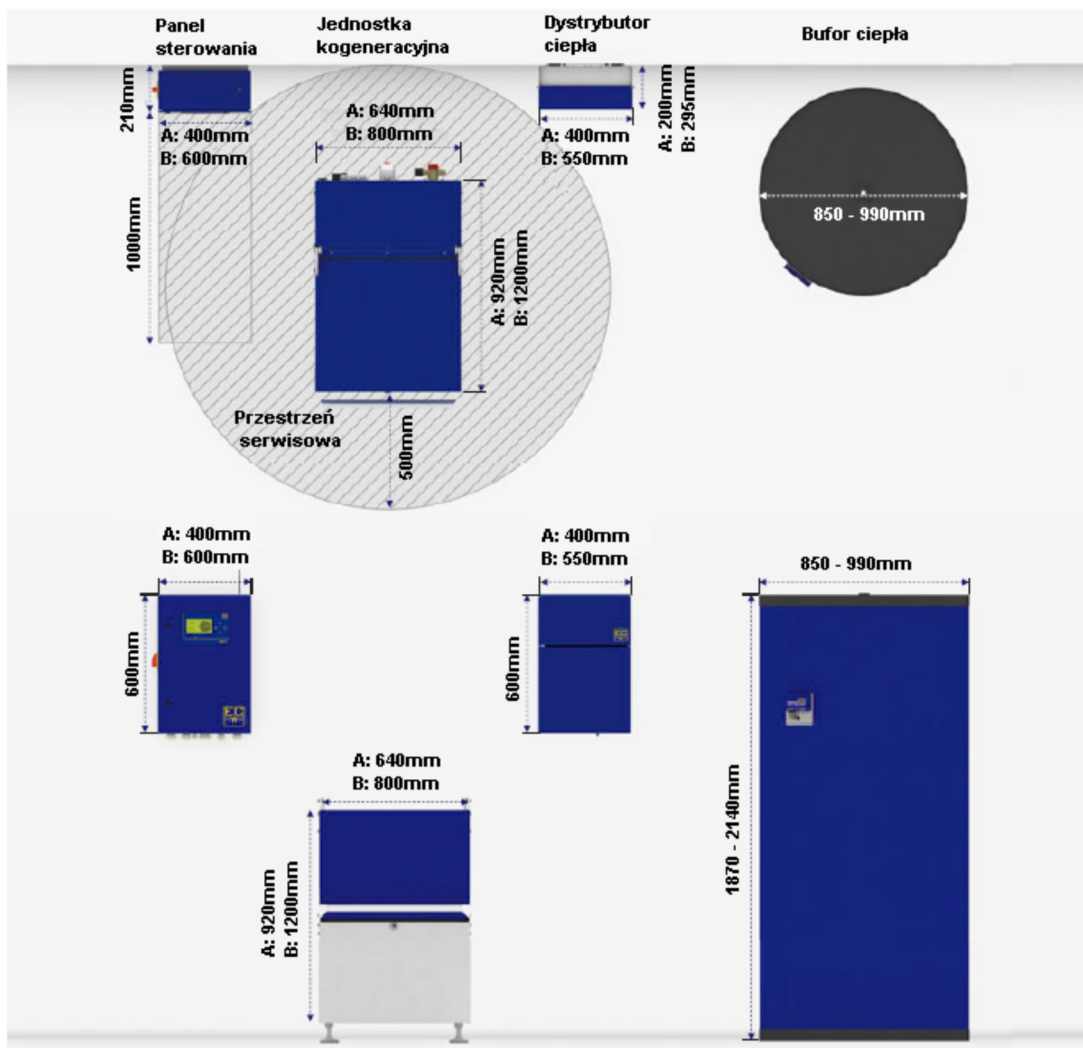 Panel
sterowania
Jednostka
kogeneracyjna
Dystrybutor
ciepła
Bufor ciepła
210mm
A: 400mm
B: 600mm
1000mm
A: 640mm
B: 800mm
A: 920mm
B: 1200mm
A: 400mm
B: 550mm
A: 200mm
B: 295mm
850 - 990mm
Przestrzeń
serwisowa
500mm
A: 400mm
B: 600mm
600mm
EC
A: 400mm
B: 550mm
600mm
850 - 990mm
1870 - 2140mm
A: 640mm
B: 800mm
A: 920mm
B: 1200mm